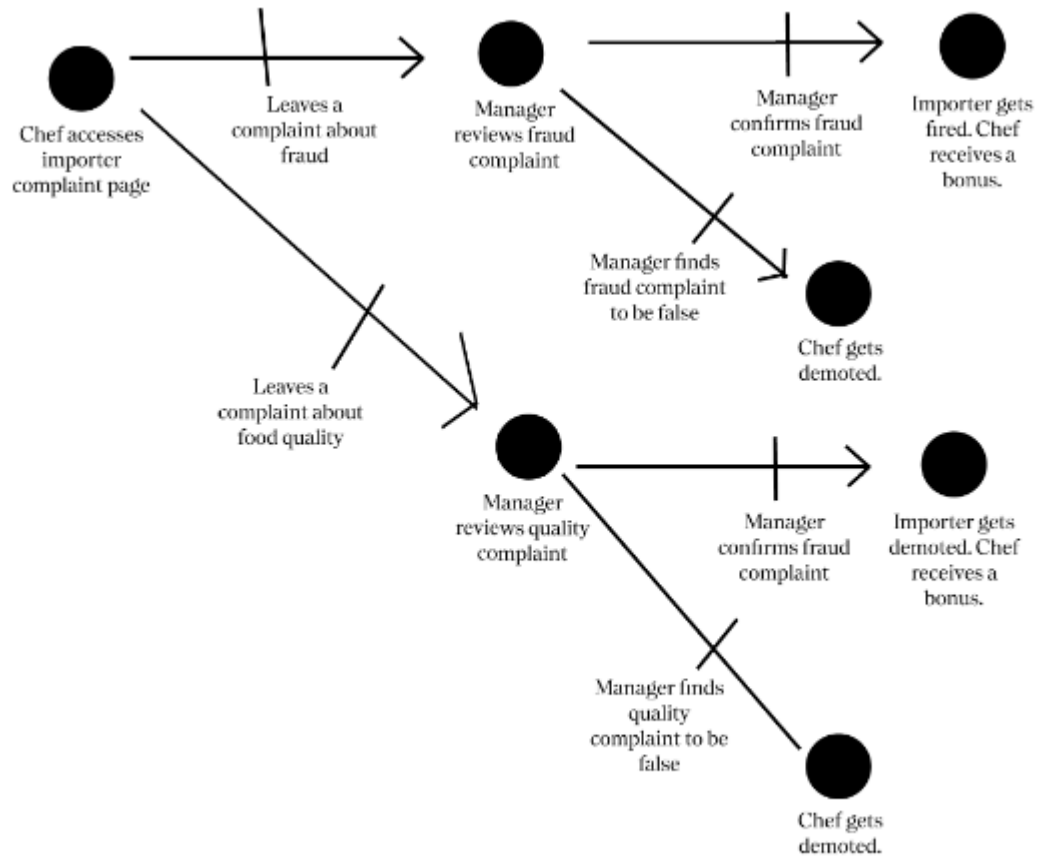 Chef accesses
importer
complaint page
Leaves a
complaint about
fraud
Manager
reviews fraud
complaint
Manager
confirms fraud
complaint
Importer gets
fired. Chef
receives a
bonus.
Manager finds
fraud complaint
to be false
Chef gets
demoted.
Leaves a
complaint about
food quality
Manager
reviews quality
complaint
Manager
confirms fraud
complaint
Importer gets
demoted. Chef
receives a
bonus.
Manager finds
quality
complaint to be
false
Chef gets
demoted.